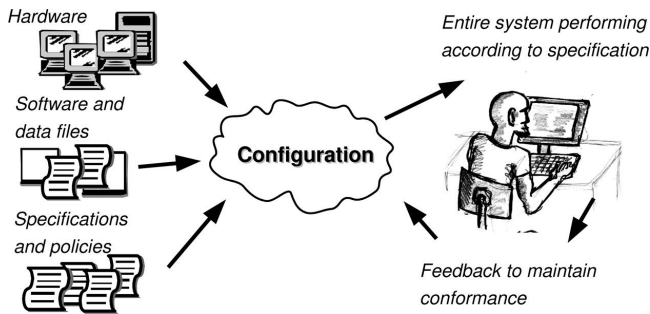 Hardware
Software and
data files
Specifications
and policies
Configuration
Entire system performing
according to specification
Feedback to maintain
conformance